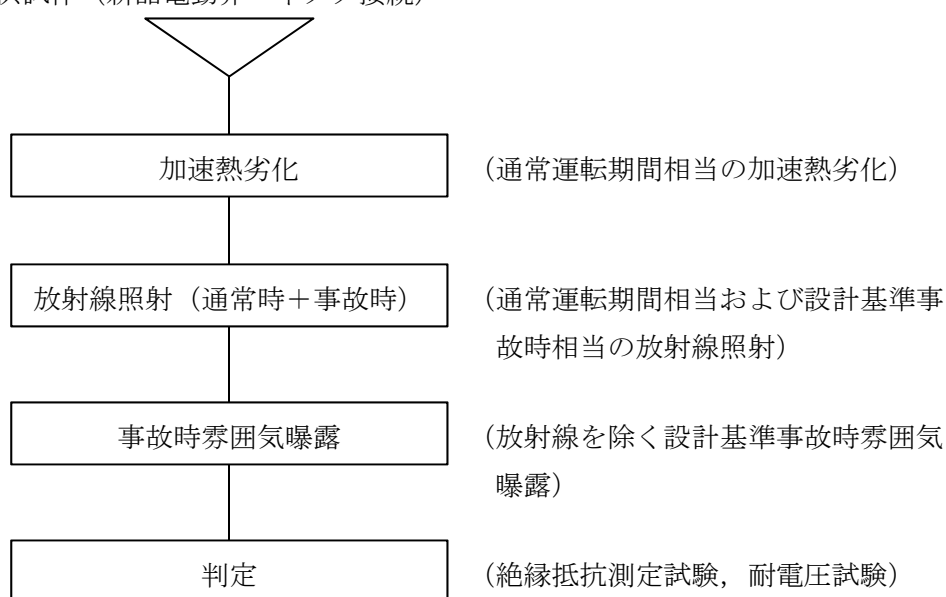 加速熱劣化
(通常運転期間相当の加速熱劣化)
放射線照射(通常時+事故時)
(通常運転期間相当および設計基準事
故時相当の放射線照射)
事故時雰囲気曝露
(放射線を除く設計基準事故時雰囲気
曝露)
判定
(絶縁抵抗測定試験,耐電圧試験)